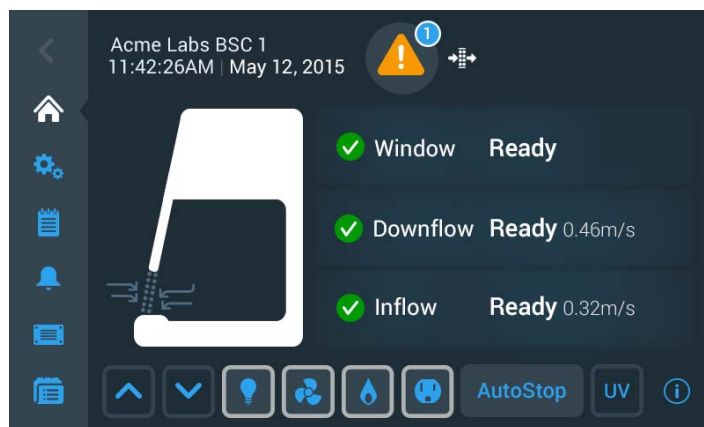 Acme Labs BSC 1
1
11:42:26AM | May 12, 2015
Window Ready
Downflow Ready 0.46m/s
Inflow Ready 0.32m/s
AutoStop UV